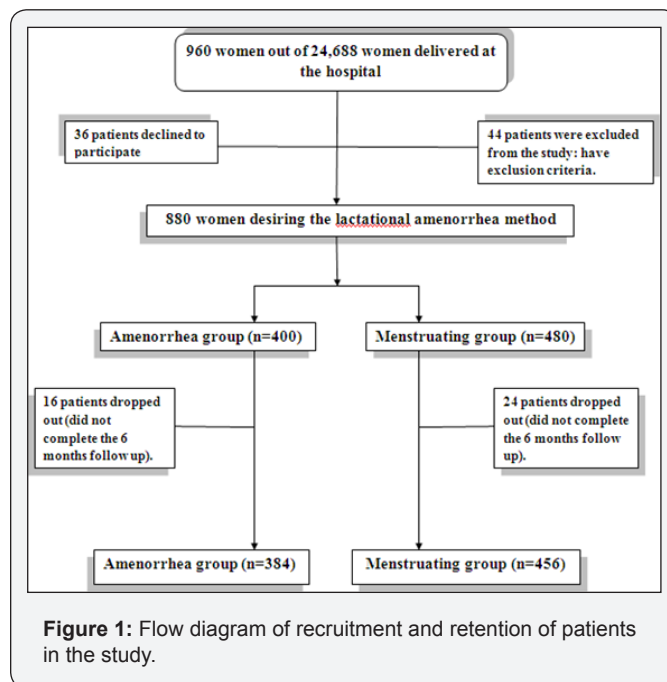 960 women out of 24,688 women delivered at
the hospital
36 patients declined to
participate
44 patients were excluded
from the study: have
exclusion criteria.
880 women desiring the lactational amenorrhea method
Amenorrhea group (n=400)
Menstruating group (n=480)
16 patients dropped
out (did not
complete the 6
months follow up).
24 patients dropped
out (did not complete
the 6 months follow
up).
Amenorrhea group (n=384)
Menstruating group (n=456)
Figure 1: Flow diagram of recruitment and retention of patients
in the study.